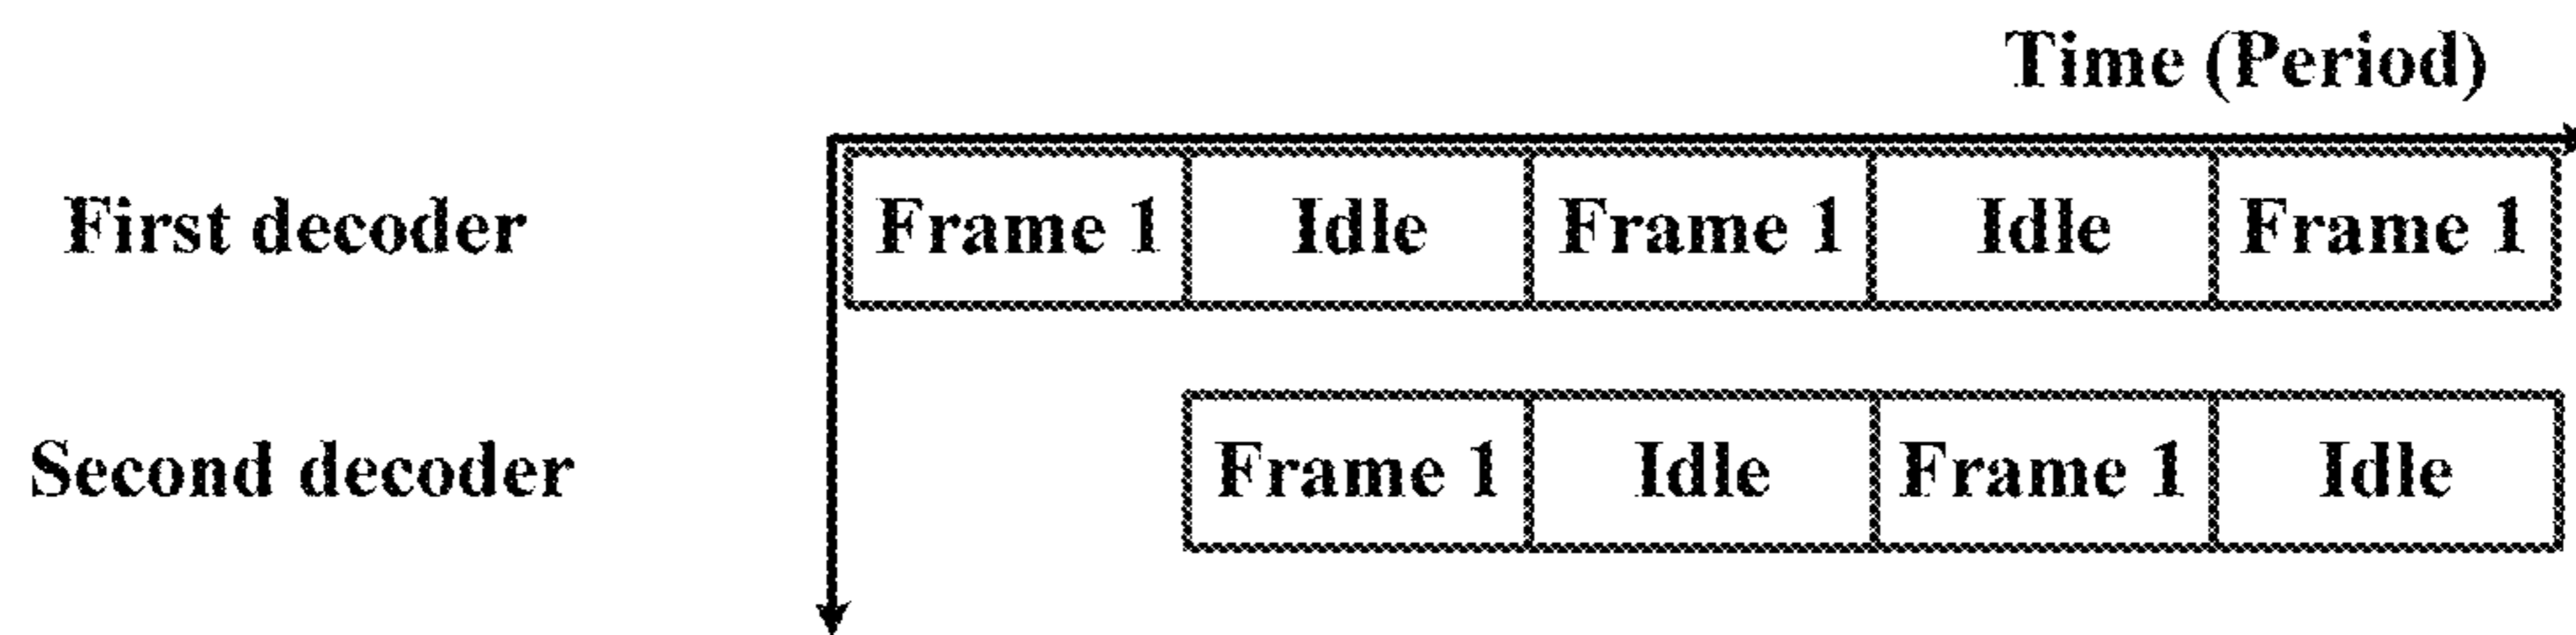 Time (Period)
First decoder Frame 1 Idle Frame 1 Idle Frame 1
Second decoder Frame 1 Idle Frame 1 Idle